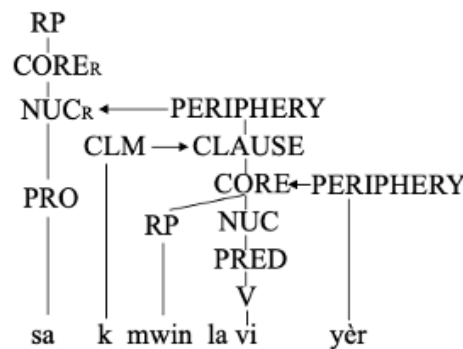 RP
CORER
NUCR PERIPHERY
CLM CLAUSE
CORE PERIPHERY
PRO RP NUC
PRED
V
sa k mwin la vi yèr